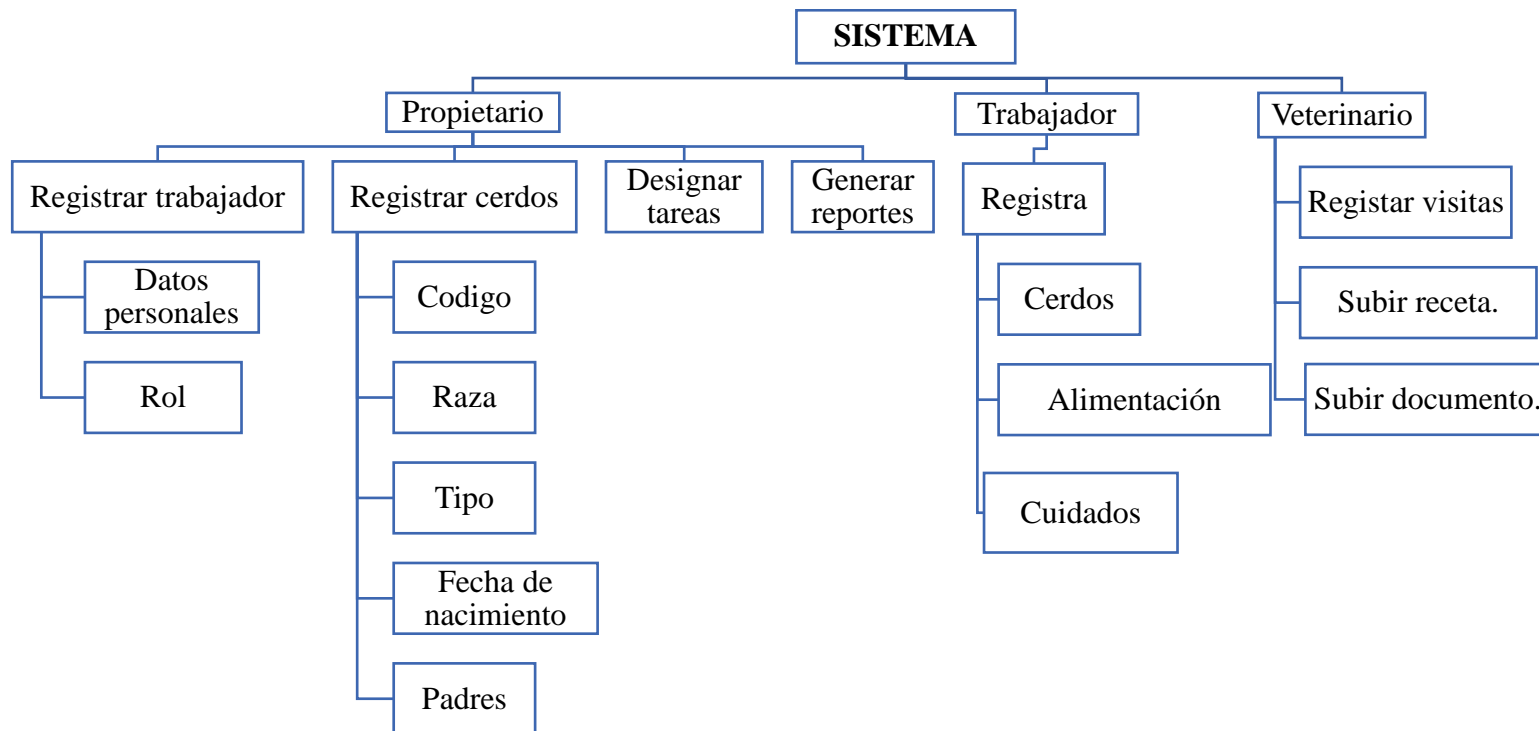 SISTEMA
Propietario
Trabajador
Veterinario
Registrar trabajador
Registrar cerdos
Designar
tareas
Generar
reportes
Registra
Registar visitas
Datos
personales
Codigo
Cerdos
Subir receta.
Rol
Raza
Alimentación
Subir documento.
Tipo
Cuidados
Fecha de
nacimiento
Padres